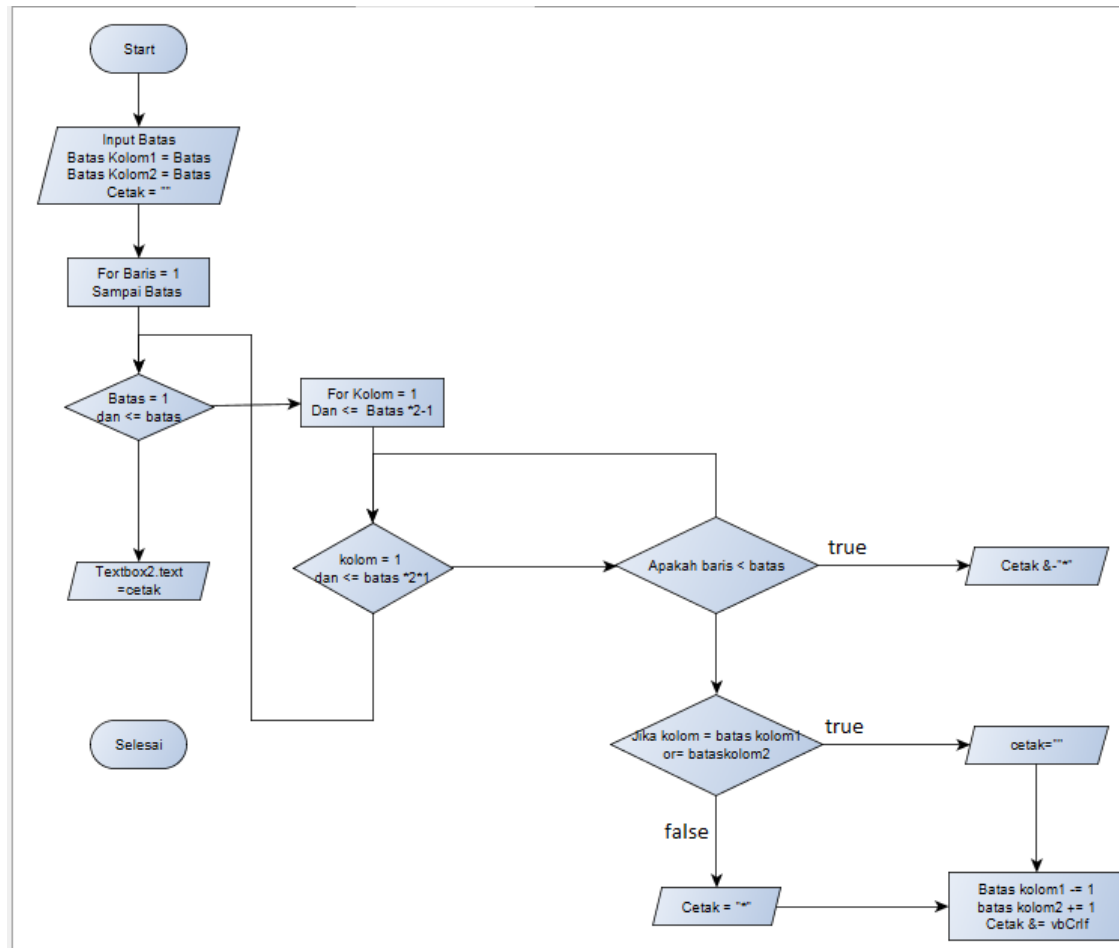 Start
Input Batas
Batas Kolom1 = Batas
Batas Kolom2 = Batas
Cetak = ""
For Baris = 1
Sampai Batas
Batas = 1
dan <= batas
For Kolom = 1
Dan <= Batas *2-1
Textbox2.text
=cetak
kolom = 1
dan <= batas *2*1
Apakah baris < batas
true
Cetak &-"*"
Selesai
Jika kolom = batas kolom1
or= bataskolom2
true
cetak=""
false
Cetak = "*"
Batas kolom1 -= 1
batas kolom2 += 1
Cetak &= vbCrlf